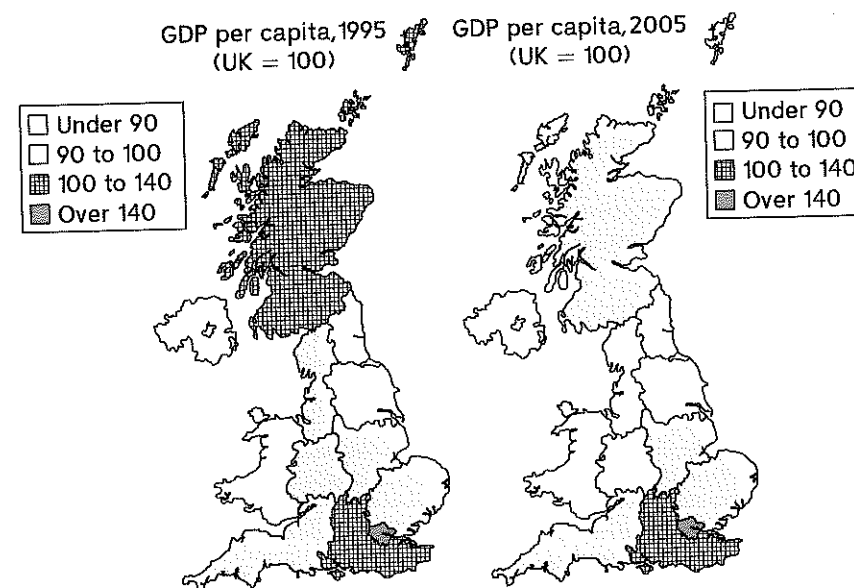 GDP per capita, 1995
(UK = 100)
Under 90
90 to 100
100 to 140
Over 140
GDP per capita, 2005
(UK = 100)
Under 90
90 to 100
100 to 140
Over 140